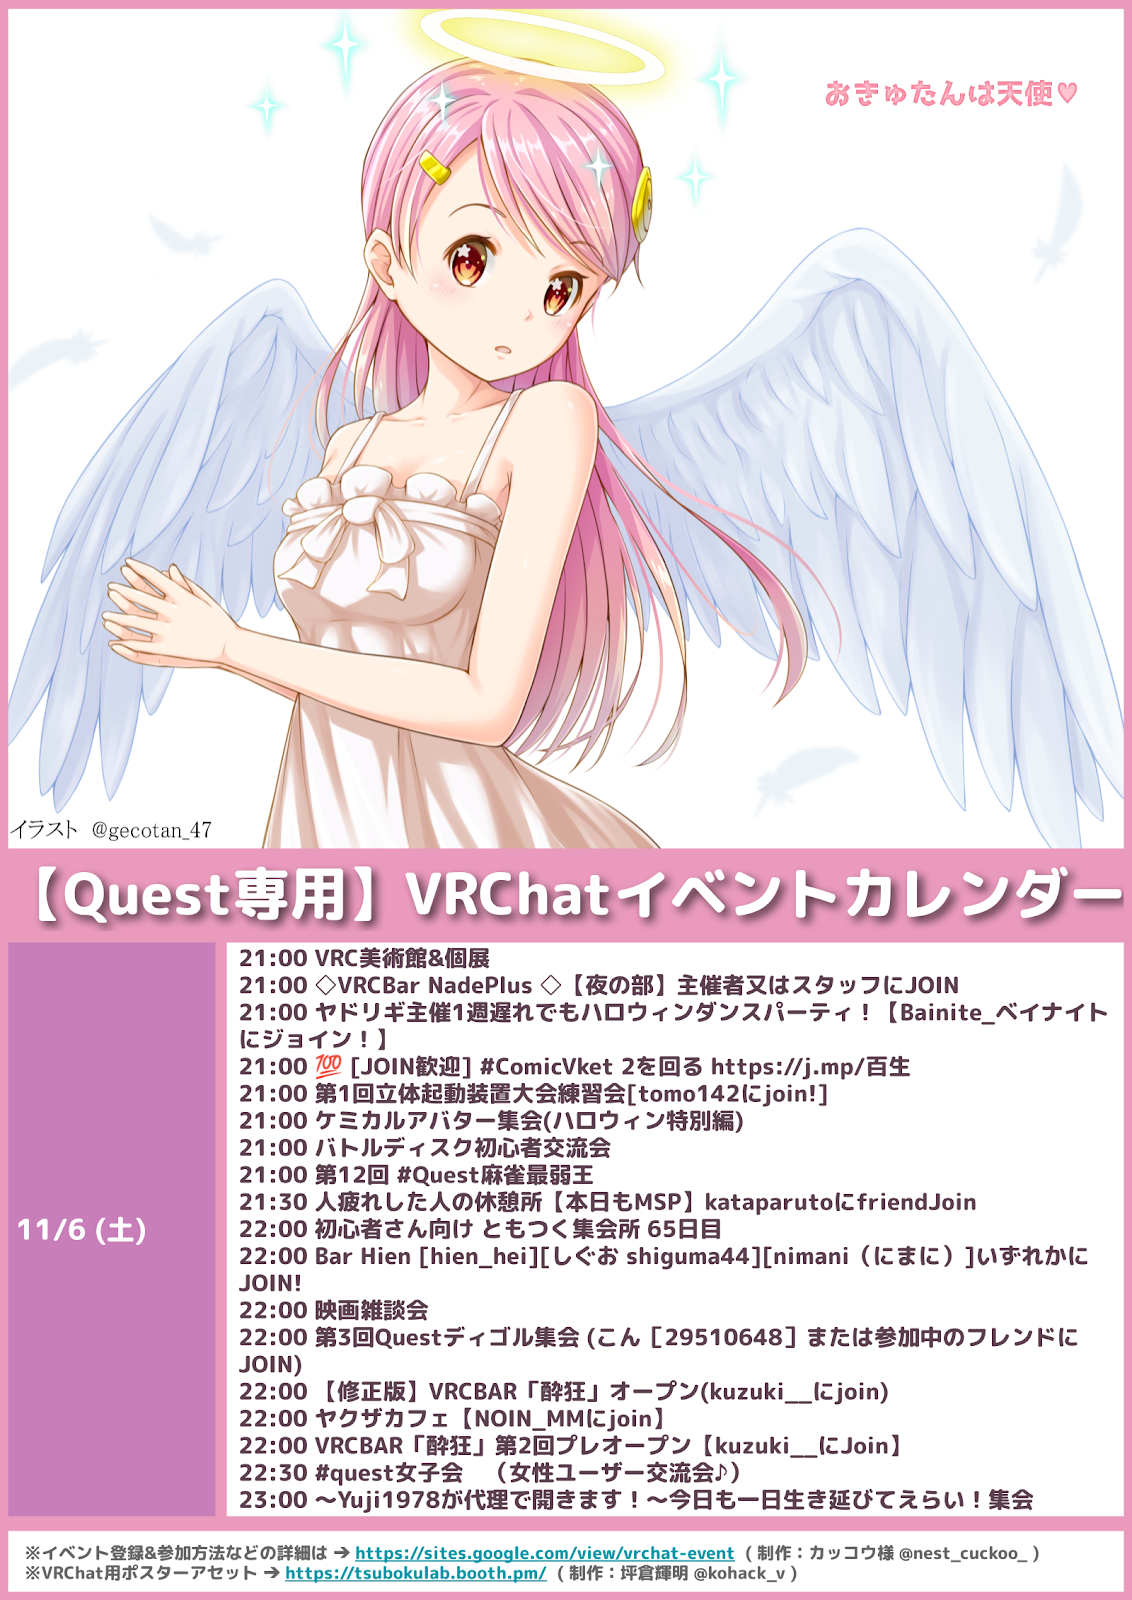 おきゅたんは天使♥
イラスト @gecotan_47
【Quest専用】VRChatイベントカレンダー
11/6 (土)
21:00 VRC美術館&個展
21:00 ◇VRCBar NadePlus ◇【夜の部】主催者又はスタッフにJOIN
21:00 ヤドリギ主催1週遅れでもハロウィンダンスパーティ！【Bainite_ベイナイト
にジョイン！】
21:00 💯 [JOIN歓迎] #ComicVket 2を回る https://j.mp/百生
21:00 第1回立体起動装置大会練習会[tomo142にjoin!]
21:00 ケミカルアバター集会(ハロウィン特別編)
21:00 バトルディスク初心者交流会
21:00 第12回 #Quest麻雀最弱王
21:30 人疲れした人の休憩所【本日もMSP】kataparutoにfriendJoin
22:00 初心者さん向け ともつく集会所 65日目
22:00 Bar Hien [hien_hei][しぐお shiguma44][nimani（にまに）]いずれかに
JOIN!
22:00 映画雑談会
22:00 第3回Questディゴル集会 (こん［29510648］または参加中のフレンドに
JOIN)
22:00 【修正版】VRCBAR「酔狂」オープン(kuzuki__にjoin)
22:00 ヤクザカフェ【NOIN_MMにjoin】
22:00 VRCBAR「酔狂」第2回プレオープン【kuzuki__にJoin】
22:30 #quest女子会　（女性ユーザー交流会♪）
23:00 〜Yuji1978が代理で開きます！〜今日も一日生き延びてえらい！集会
※イベント登録&参加方法などの詳細は ➔ https://sites.google.com/view/vrchat-event ( 制作：カッコウ様 @nest_cuckoo_ )
※VRChat用ポスターアセット ➔ https://tsubokulab.booth.pm/ ( 制作：坪倉輝明 @kohack_v )